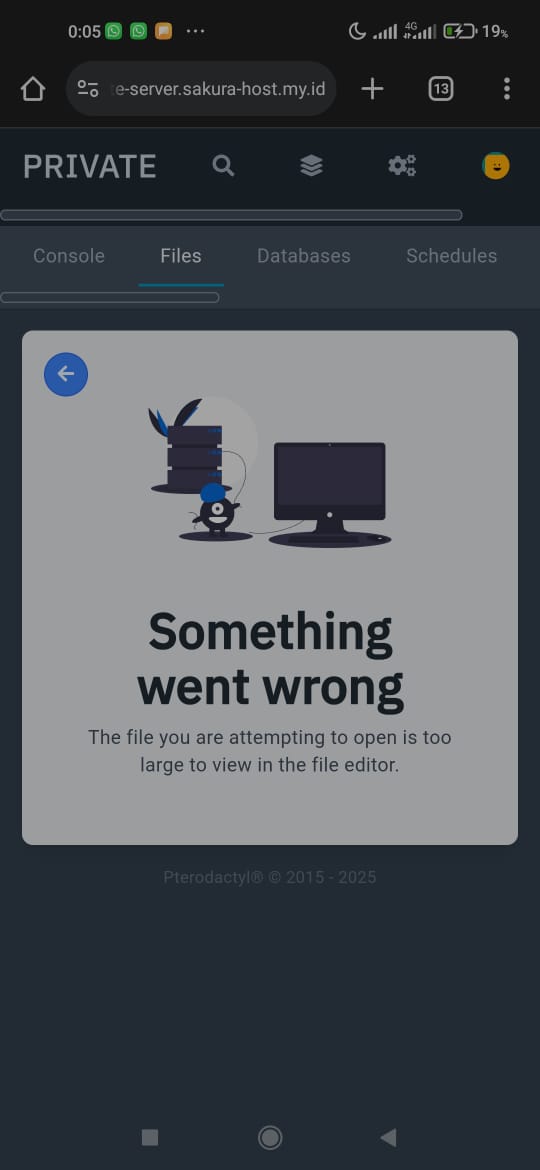 0:05 4G 19%
e-server.sakura-host.my.id 13
PRIVATE
Console Files Databases Schedules
Something
went wrong
The file you are attempting to open is too
large to view in the file editor.
Pterodactyl® © 2015 - 2025